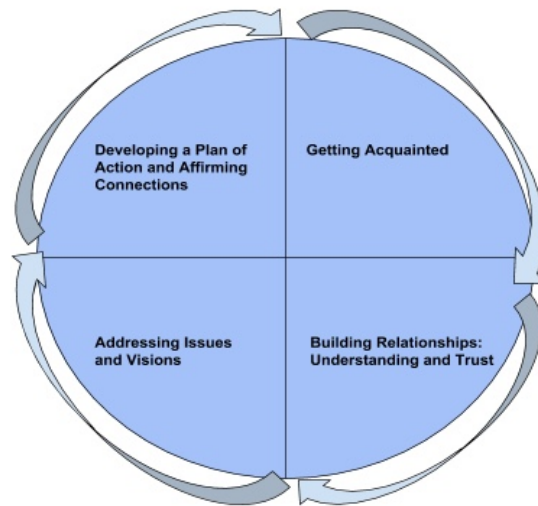 Developing a Plan of
Action and Affirming
Connections
Getting Acquainted
Addressing Issues
and Visions
Building Relationships:
Understanding and Trust